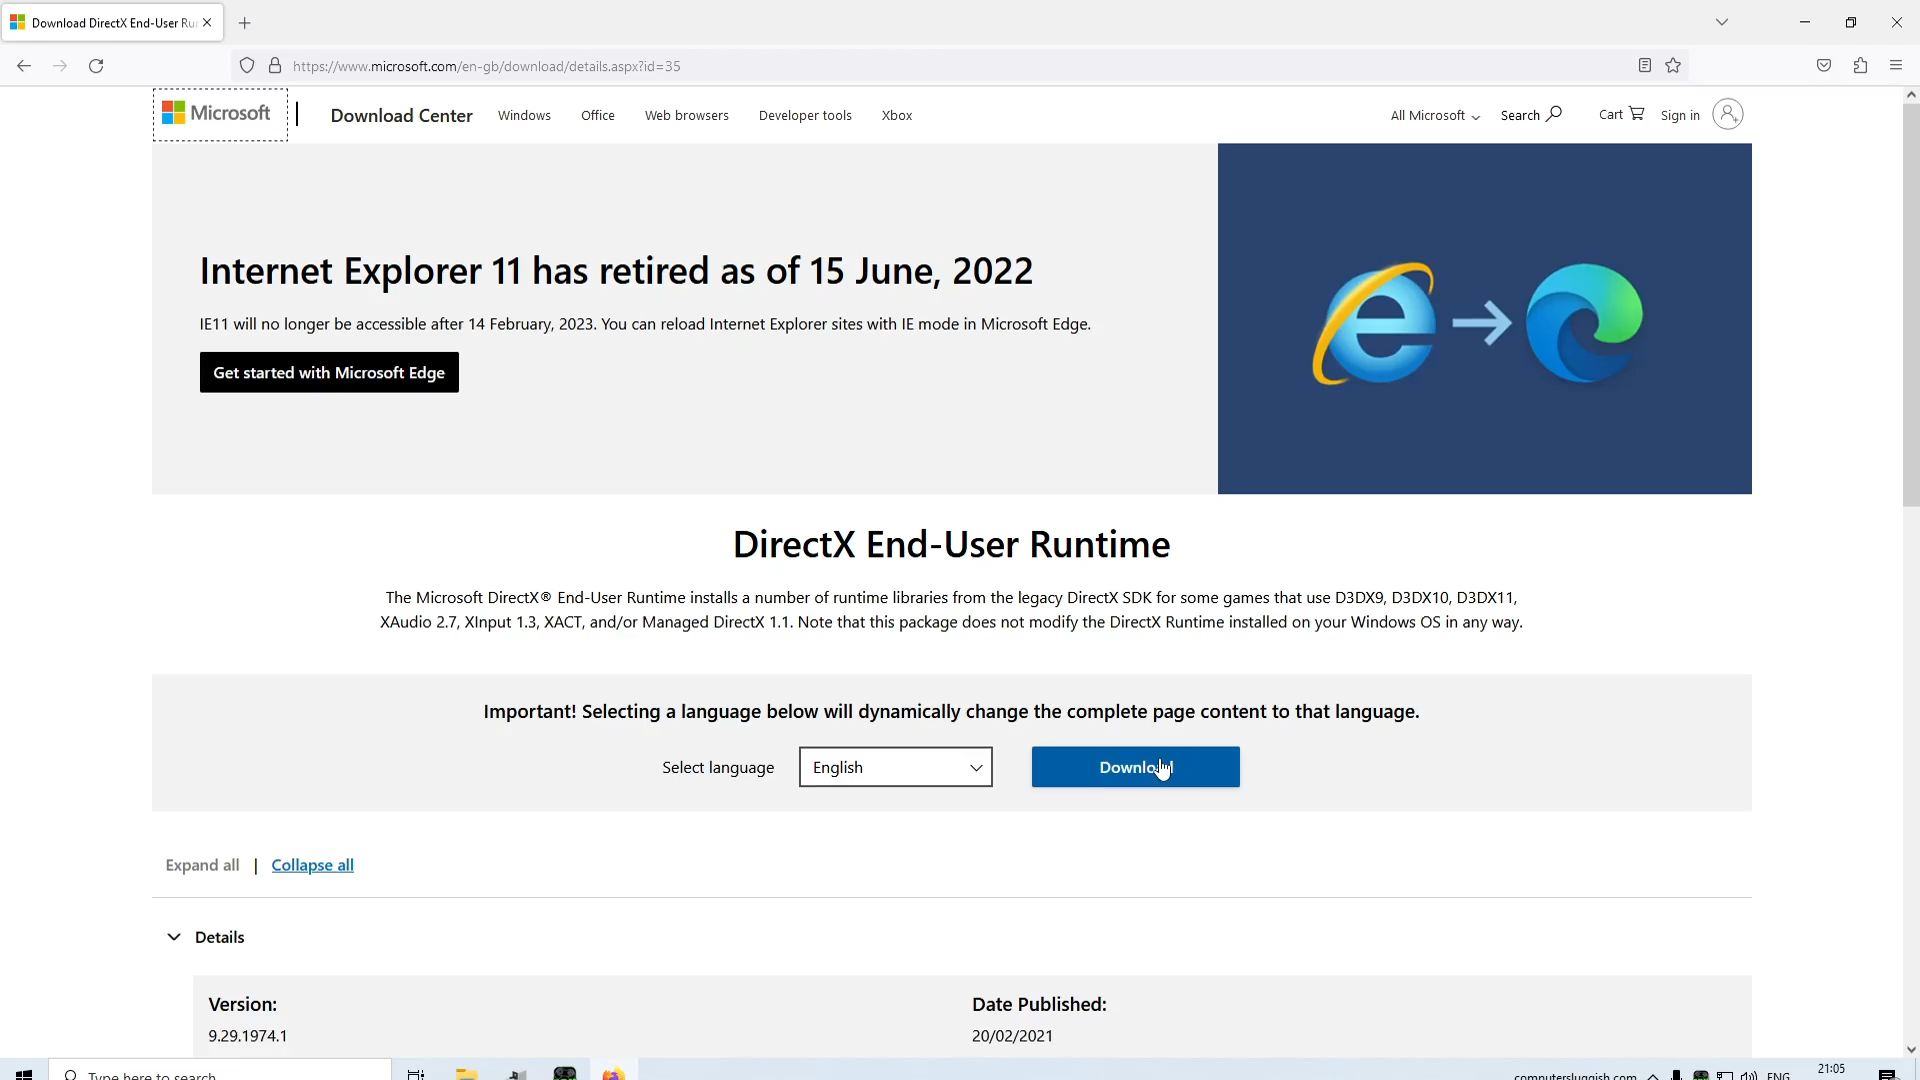 Download DirectX End-User Ru
https://www.microsoft.com/en-gb/download/details.aspx?id=35
Microsoft
Download Center Windows Office Web browsers Developer tools Xbox All Microsoft Search Cart Sign in
Internet Explorer 11 has retired as of 15 June, 2022
IE11 will no longer be accessible after 14 February, 2023. You can reload Internet Explorer sites with IE mode in Microsoft Edge.
Get started with Microsoft Edge
DirectX End-User Runtime
The Microsoft DirectX® End-User Runtime installs a number of runtime libraries from the legacy DirectX SDK for some games that use D3DX9, D3DX10, D3DX11,
XAudio 2.7, XInput 1.3, XACT, and/or Managed DirectX 1.1. Note that this package does not modify the DirectX Runtime installed on your Windows OS in any way.
Important! Selecting a language below will dynamically change the complete page content to that language.
Select language English Download
Expand all | Collapse all
Details
Version: Date Published:
9.29.1974.1 20/02/2021
Type here to search computersluggish.com ENG 21:05